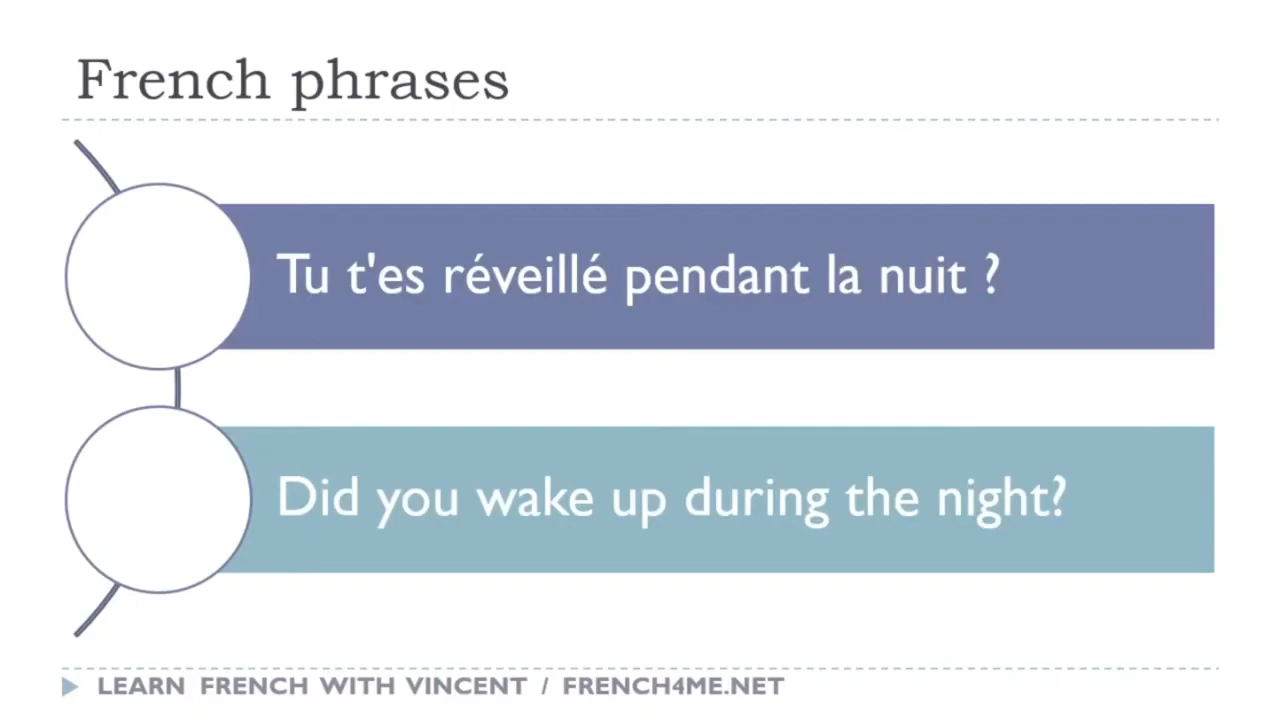 French phrases
Tu t'es réveillé pendant la nuit ?
Did you wake up during the night?
LEARN FRENCH WITH VINCENT / FRENCH4ME.NET